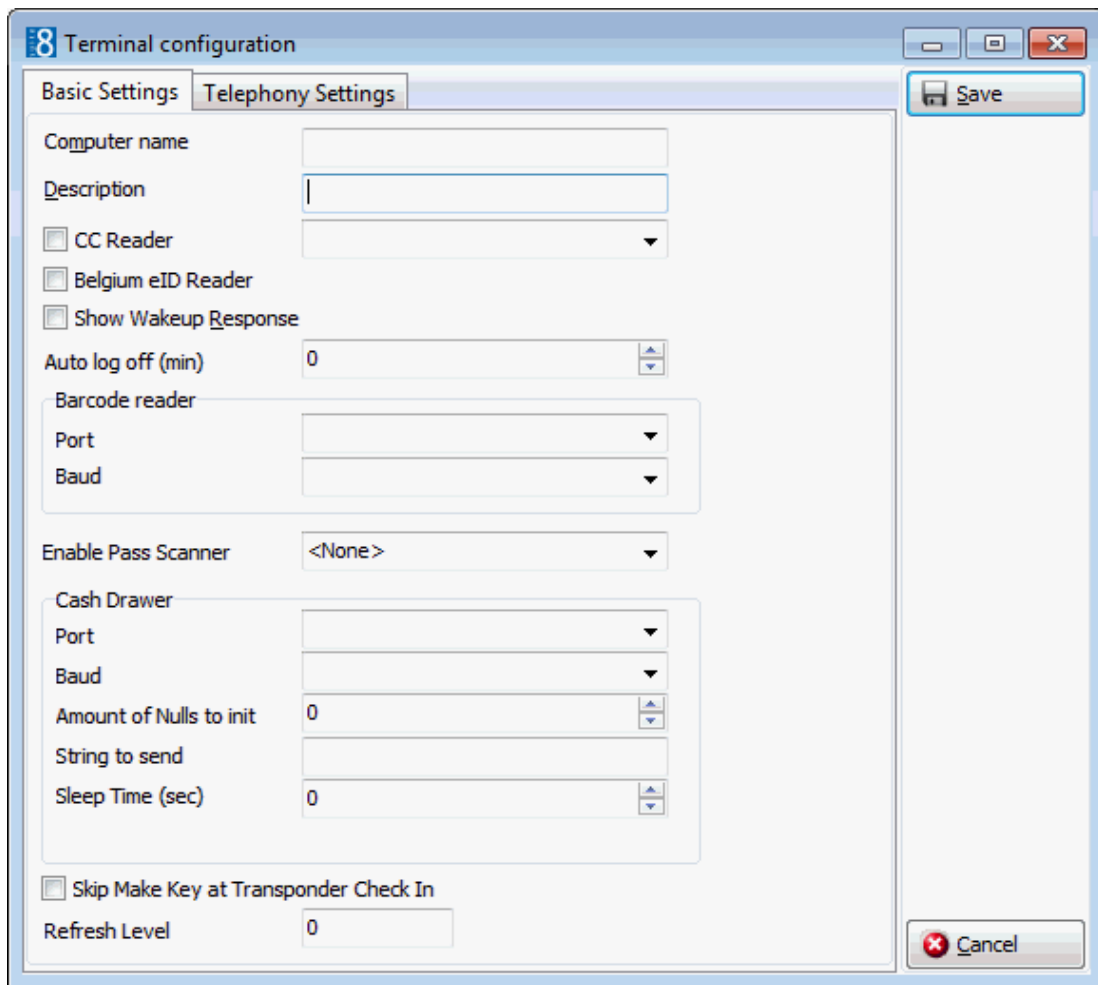 8 Terminal configuration
Basic Settings Telephony Settings
Save
Computer name
Description
CC Reader
Belgium eID Reader
Show Wakeup Response
Auto log off (min) 0
Barcode reader
Port
Baud
Enable Pass Scanner <None>
Cash Drawer
Port
Baud
Amount of Nulls to init 0
String to send
Sleep Time (sec) 0
Skip Make Key at Transponder Check In
Refresh Level 0
Cancel